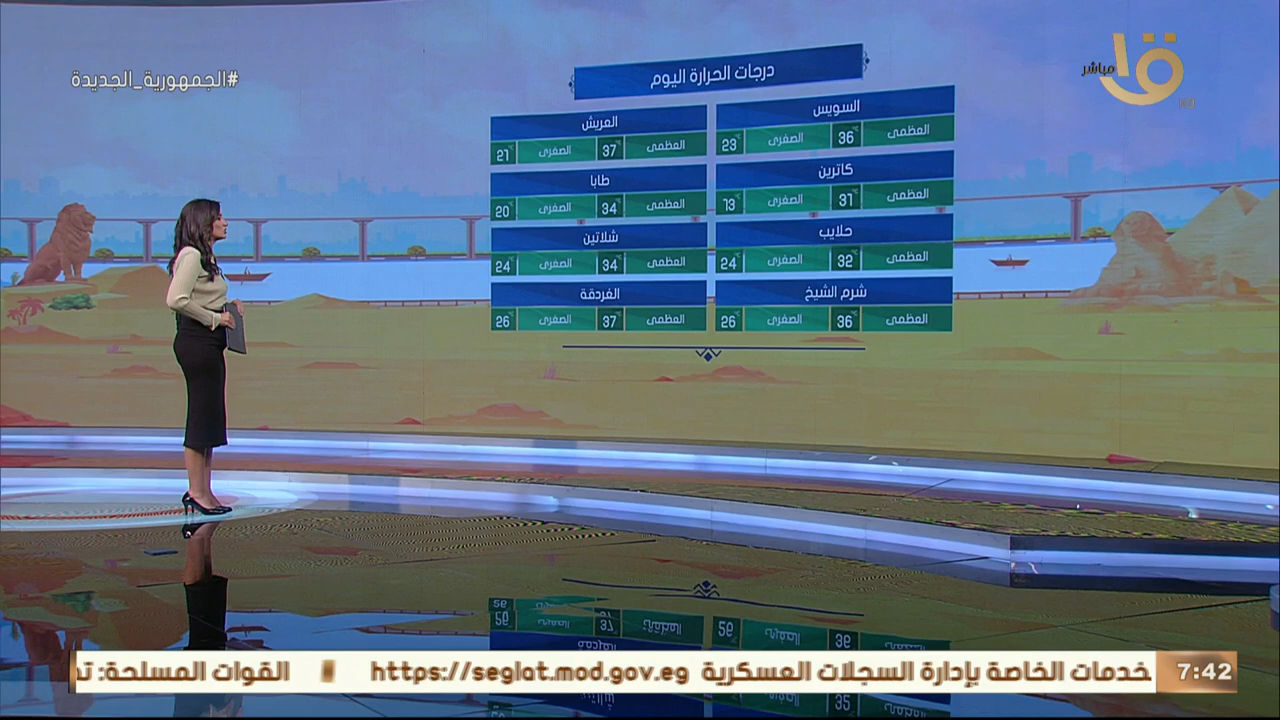 #الجمهورية_الجديدة
مباشر
درجات الحرارة اليوم
السويس
العظمى 36 الصغرى 23
العريش
العظمى 37 الصغرى 21
كاترين
العظمى 31 الصغرى 13
طابا
العظمى 34 الصغرى 20
حلايب
العظمى 32 الصغرى 24
شلاتين
العظمى 34 الصغرى 24
شرم الشيخ
العظمى 36 الصغرى 26
الغردقة
العظمى 37 الصغرى 26
7:42
خدمات الخاصة بإدارة السجلات العسكرية https://seglat.mod.gov.eg القوات المسلحة: تد